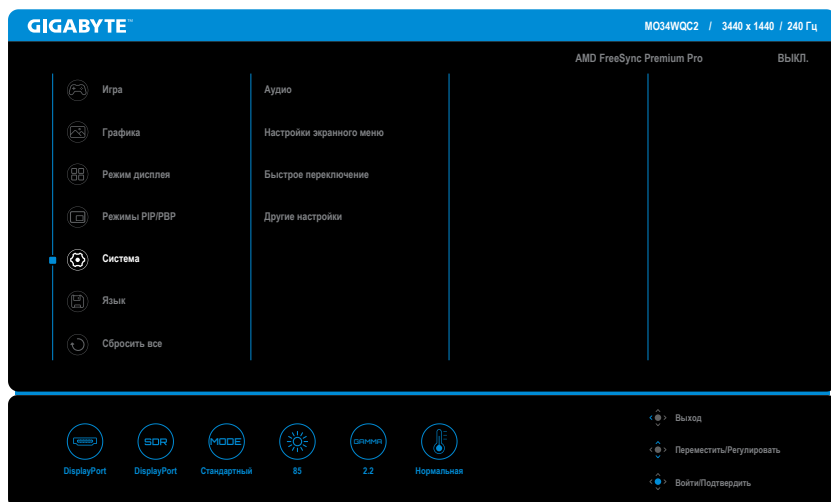 GIGABYTE™
MO34WQC2 / 3440 x 1440 / 240 Гц
AMD FreeSync Premium Pro ВЫКЛ.
Игра Аудио
Графика Настройки экранного меню
Режим дисплея Быстрое переключение
Режимы PIP/PBP Другие настройки
Система
Язык
Сбросить все
SDR MODE GAMMA
DisplayPort DisplayPort Стандартный 85 2.2 Нормальная
Выход
Переместить/Регулировать
Войти/Подтвердить